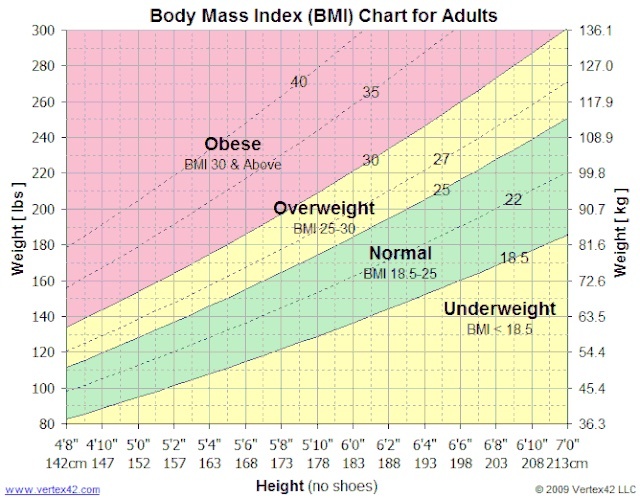 Body Mass Index (BMI) Chart for Adults
300 136.1
280 127.0
260 117.9
240 108.9
220 99.8
200 90.7
180 81.6
160 72.6
140 63.5
120 54.4
100 45.4
80 36.3
Weight [ lbs ]
Weight [ kg ]
40
35
Obese
BMI 30 & Above
30
27
25
22
Overweight
BMI 25-30
Normal
BMI 18.5-25
18.5
Underweight
BMI < 18.5
4'8" 4'10" 5'0" 5'2" 5'4" 5'6" 5'8" 5'10" 6'0" 6'2" 6'4" 6'6" 6'8" 6'10" 7'0"
142cm 147 152 157 163 168 173 178 183 188 193 198 203 208 213cm
Height (no shoes)
www.vertex42.com
© 2009 Vertex42 LLC